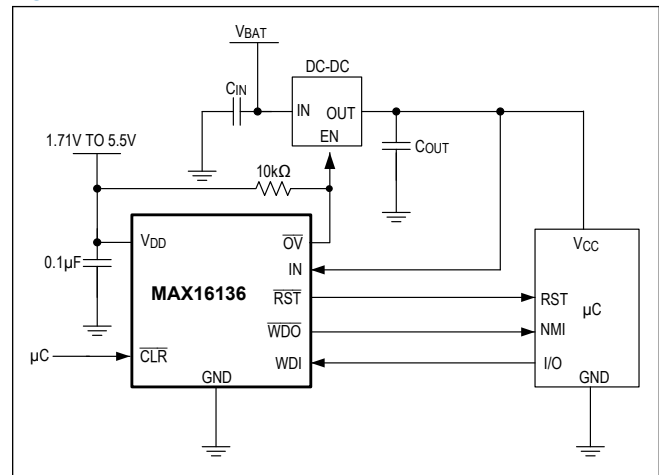 VBAT
DC-DC
CIN
IN
OUT
EN
COUT
1.71V TO 5.5V
10kΩ
VDD
0.1µF
OV
IN
MAX16136
RST
WDO
WDI
µC
CLR
GND
VCC
RST
NMI
µC
I/O
GND